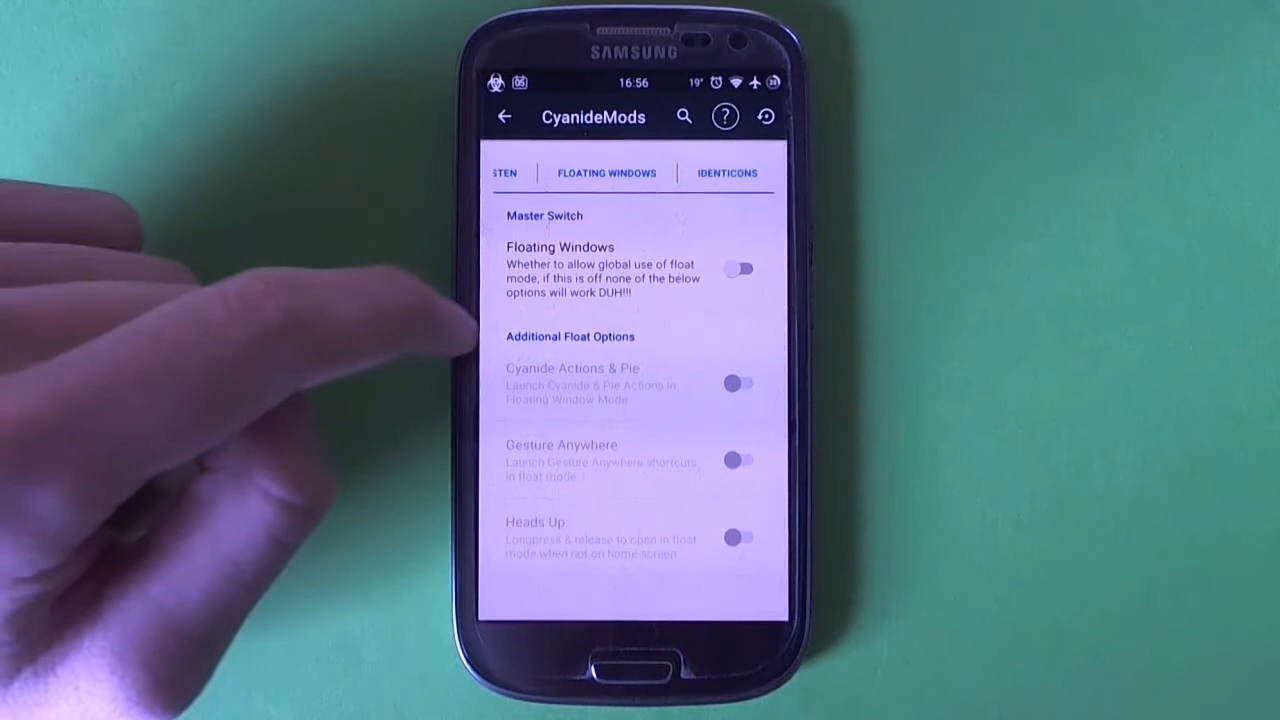 SAMSUNG
16:56 19°
CyanideMods ?
STEN FLOATING WINDOWS IDENTICONS
Master Switch
Floating Windows
Whether to allow global use of float
mode, if this is off none of the below
options will work DUH!!!
Additional Float Options
Cyanide Actions & Pie
Launch Cyanide & Pie Actions in
Floating Window Mode
Gesture Anywhere
Launch Gesture Anywhere shortcuts
in float mode
Heads Up
Longpress & release to open in float
mode when not on home screen